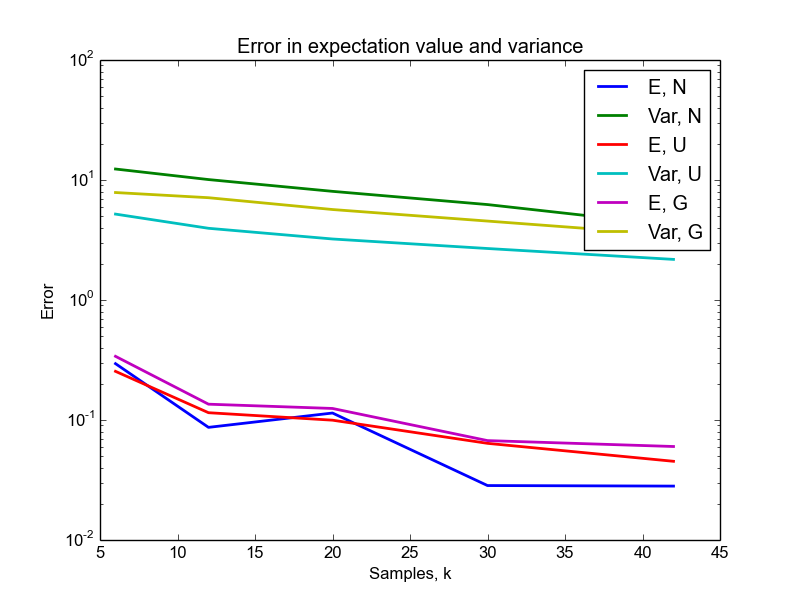 Error in expectation value and variance
E, N
Var, N
E, U
Var, U
E, G
Var, G
10^2
10^1
10^0
10^-1
10^-2
Error
5 10 15 20 25 30 35 40 45
Samples, k